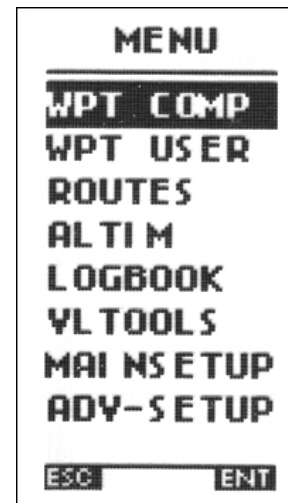 MENU
WPT COMP
WPT USER
ROUTES
ALTIM
LOGBOOK
VLTOOLS
MAINSETUP
ADV-SETUP
ESC ENT